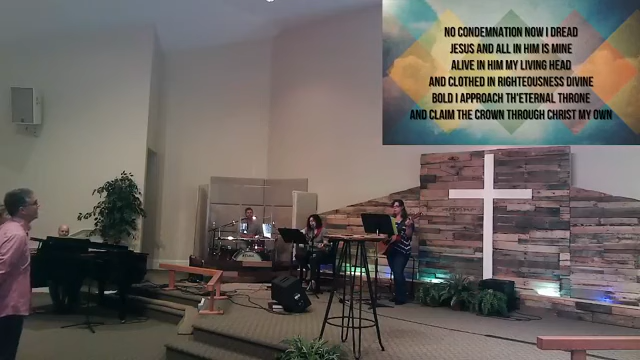 NO CONDEMNATION NOW I DREAD
JESUS AND ALL IN HIM IS MINE
ALIVE IN HIM MY LIVING HEAD
AND CLOTHED IN RIGHTEOUSNESS DIVINE
BOLD I APPROACH TH'ETERNAL THRONE
AND CLAIM THE CROWN THROUGH CHRIST MY OWN